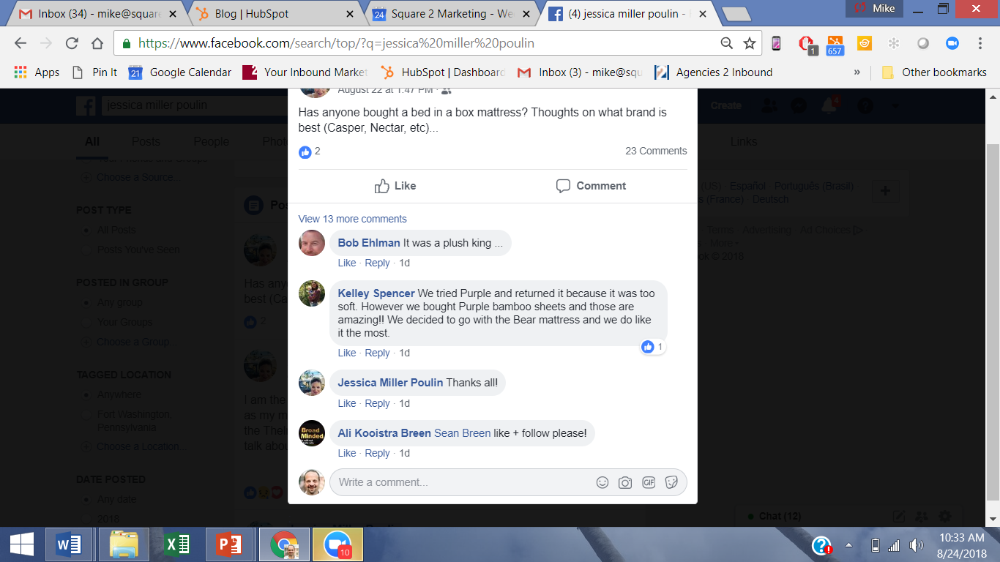 Inbox (34) - mike@square
Blog | HubSpot
24
Square 2 Marketing - We
(4) jessica miller poulin -
Mike
https://www.facebook.com/search/top/?q=jessica%20miller%20poulin
1
657
Apps
Pin It
21
Google Calendar
Your Inbound Market
HubSpot | Dashboard
Inbox (3) - mike@squ
Agencies 2 Inbound
»
Other bookmarks
jessica miller poulin
August 22 at 1:47 PM ·
Create
All
Posts
People
Links
Has anyone bought a bed in a box mattress? Thoughts on what brand is
best (Casper, Nectar, etc)...
2
23 Comments
Like
Comment
View 13 more comments
Bob Ehlman It was a plush king ...
Like · Reply · 1d
Kelley Spencer We tried Purple and returned it because it was too
soft. However we bought Purple bamboo sheets and those are
amazing!! We decided to go with the Bear mattress and we do like
it the most.
1
Like · Reply · 1d
Jessica Miller Poulin Thanks all!
Like · Reply · 1d
Broad
Minded
Ali Kooistra Breen Sean Breen like + follow please!
Like · Reply · 1d
Write a comment...
GIF
Choose a Source...
POST TYPE
All Posts
Posts You've Seen
POSTED IN GROUP
Any group
Your Groups
Choose a Group...
TAGGED LOCATION
Anywhere
Fort Washington,
Pennsylvania
Choose a Location...
DATE POSTED
Any date
2018
Has any
best (Ca
2
I am the
as my m
talk abou
(US) · Español · Português (Brasil)
(France) · Deutsch
Terms · Advertising · Ad Choices
More
© 2018
Chat (12)
10
10:33 AM
8/24/2018